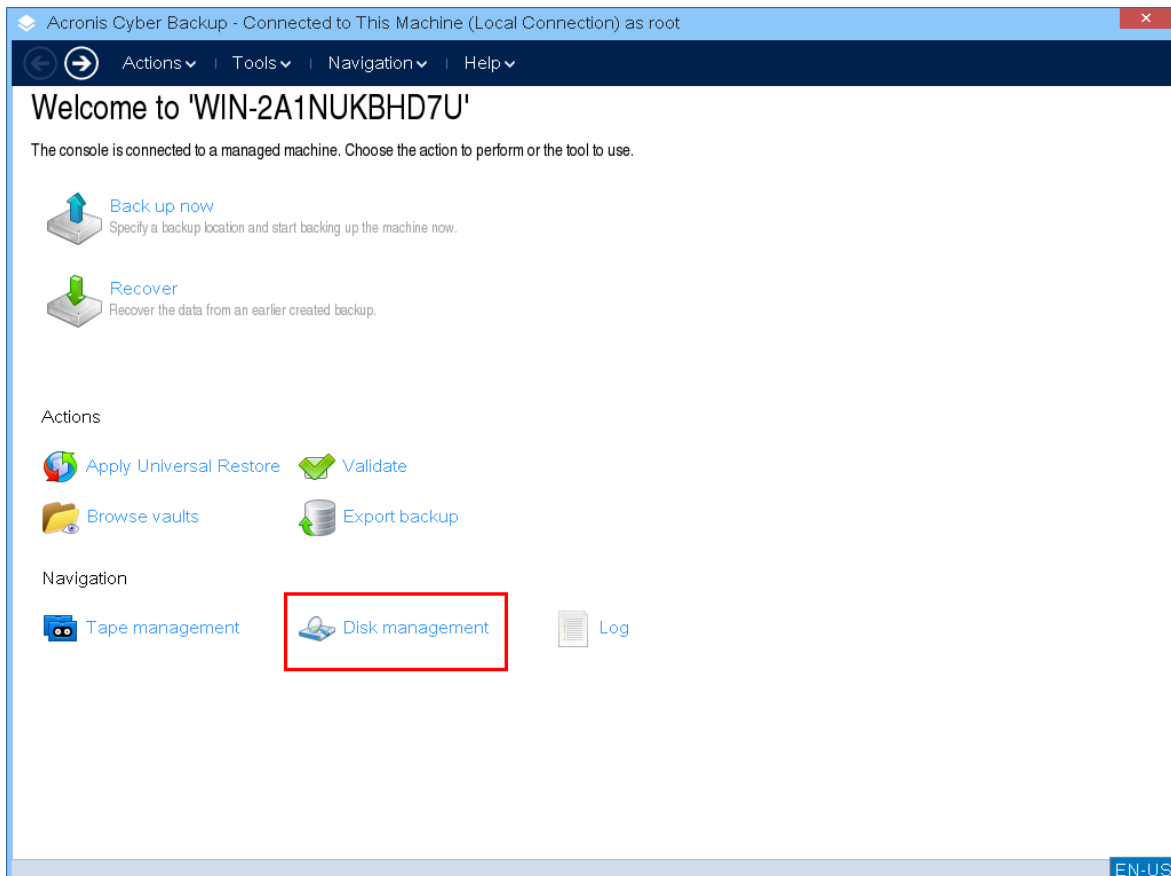 Acronis Cyber Backup - Connected to This Machine (Local Connection) as root
Actions Tools Navigation Help
Welcome to 'WIN-2A1NUKBHD7U'
The console is connected to a managed machine. Choose the action to perform or the tool to use.
Back up now
Specify a backup location and start backing up the machine now.
Recover
Recover the data from an earlier created backup.
Actions
Apply Universal Restore Validate
Browse vaults Export backup
Navigation
Tape management Disk management Log
EN-US